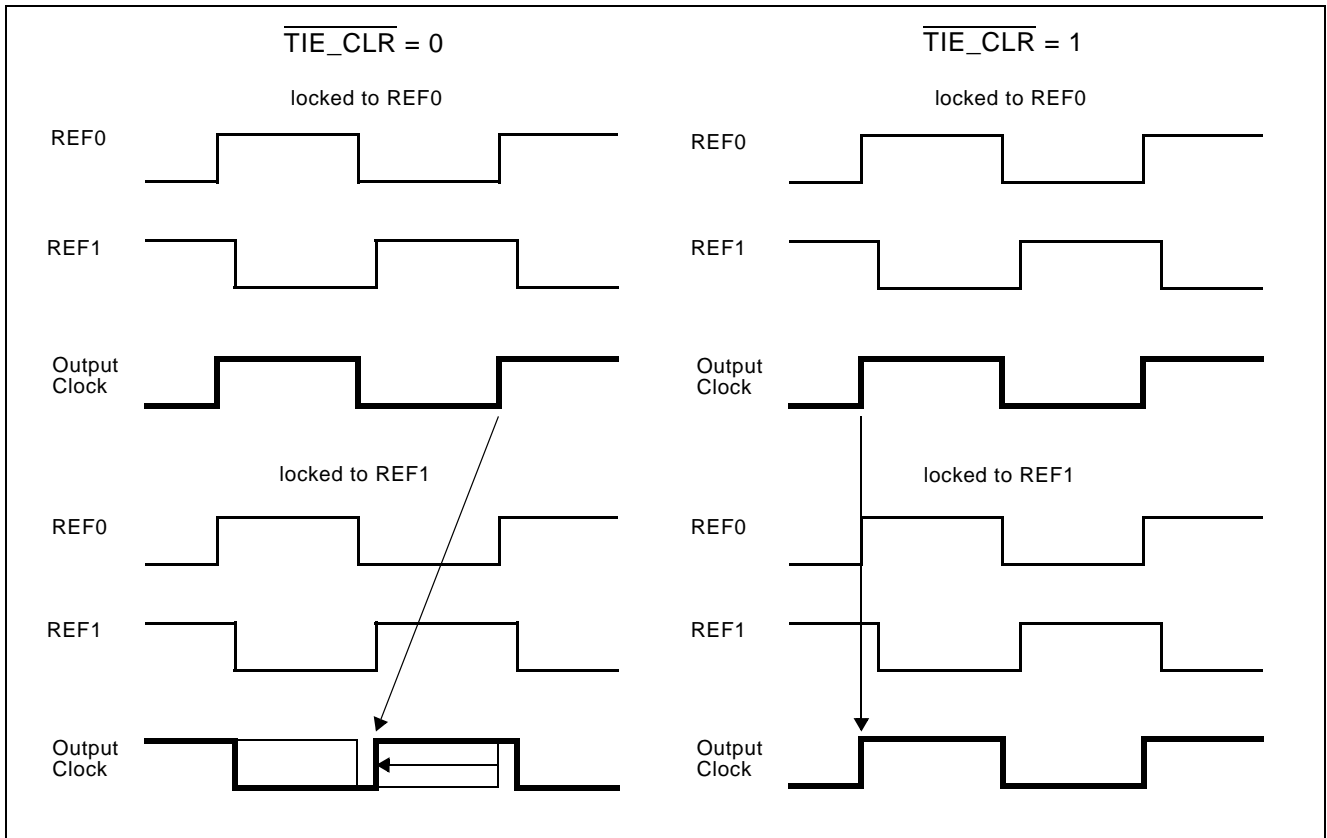 TIE_CLR = 0
locked to REF0
REF0
REF1
Output
Clock
locked to REF1
REF0
REF1
Output
Clock
TIE_CLR = 1
locked to REF0
REF0
REF1
Output
Clock
locked to REF1
REF0
REF1
Output
Clock